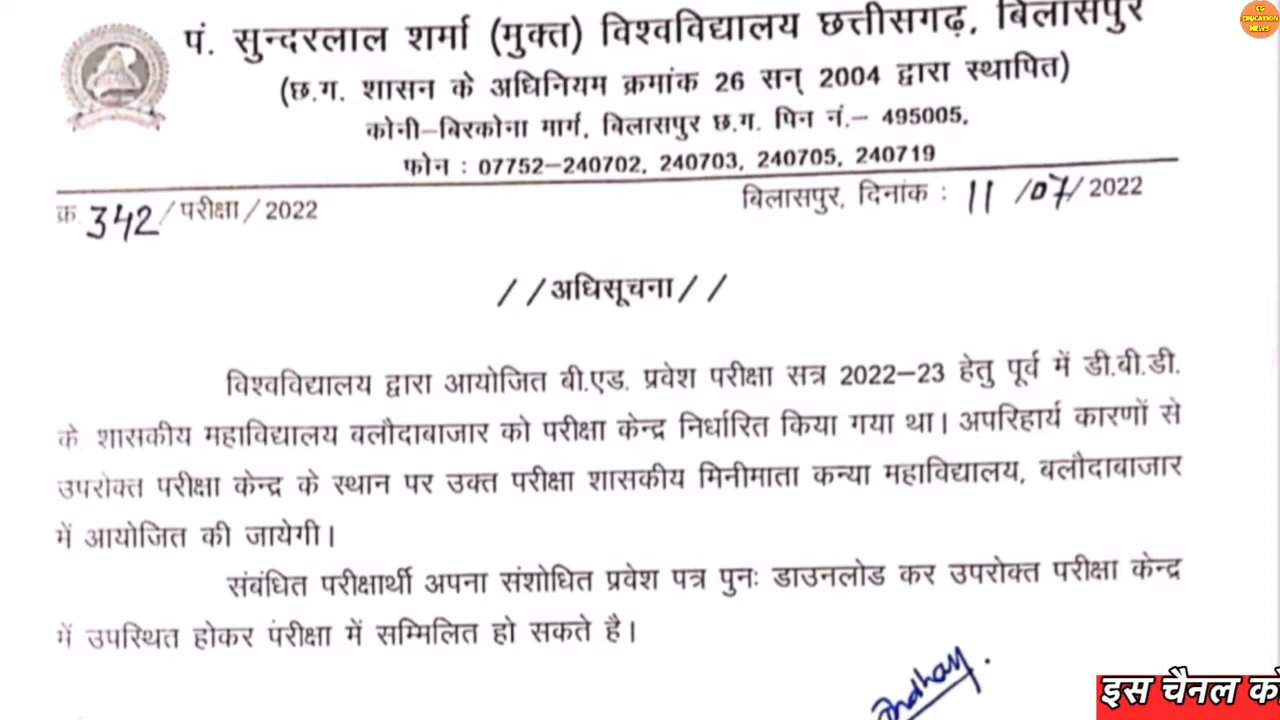 पं. सुन्दरलाल शर्मा (मुक्त) विश्वविद्यालय छत्तीसगढ़, बिलासपुर
CG EDUCATION NEWS
(छ.ग. शासन के अधिनियम क्रमांक 26 सन् 2004 द्वारा स्थापित)
कोनी-बिरकोना मार्ग, बिलासपुर छ.ग. पिन नं.- 495005,
फोन : 07752-240702, 240703, 240705, 240719
क्र. 342/परीक्षा/2022 बिलासपुर, दिनांक : 11/07/2022
//अधिसूचना//
विश्वविद्यालय द्वारा आयोजित बी.एड. प्रवेश परीक्षा सत्र 2022-23 हेतु पूर्व में डी.बी.डी.
के शासकीय महाविद्यालय बलौदाबाजार को परीक्षा केन्द्र निर्धारित किया गया था। अपरिहार्य कारणों से
उपरोक्त परीक्षा केन्द्र के स्थान पर उक्त परीक्षा शासकीय मिनीमाता कन्या महाविद्यालय, बलौदाबाजार
में आयोजित की जायेगी।
संबंधित परीक्षार्थी अपना संशोधित प्रवेश पत्र पुनः डाउनलोड कर उपरोक्त परीक्षा केन्द्र
में उपस्थित होकर परीक्षा में सम्मिलित हो सकते है।
इस चैनल को